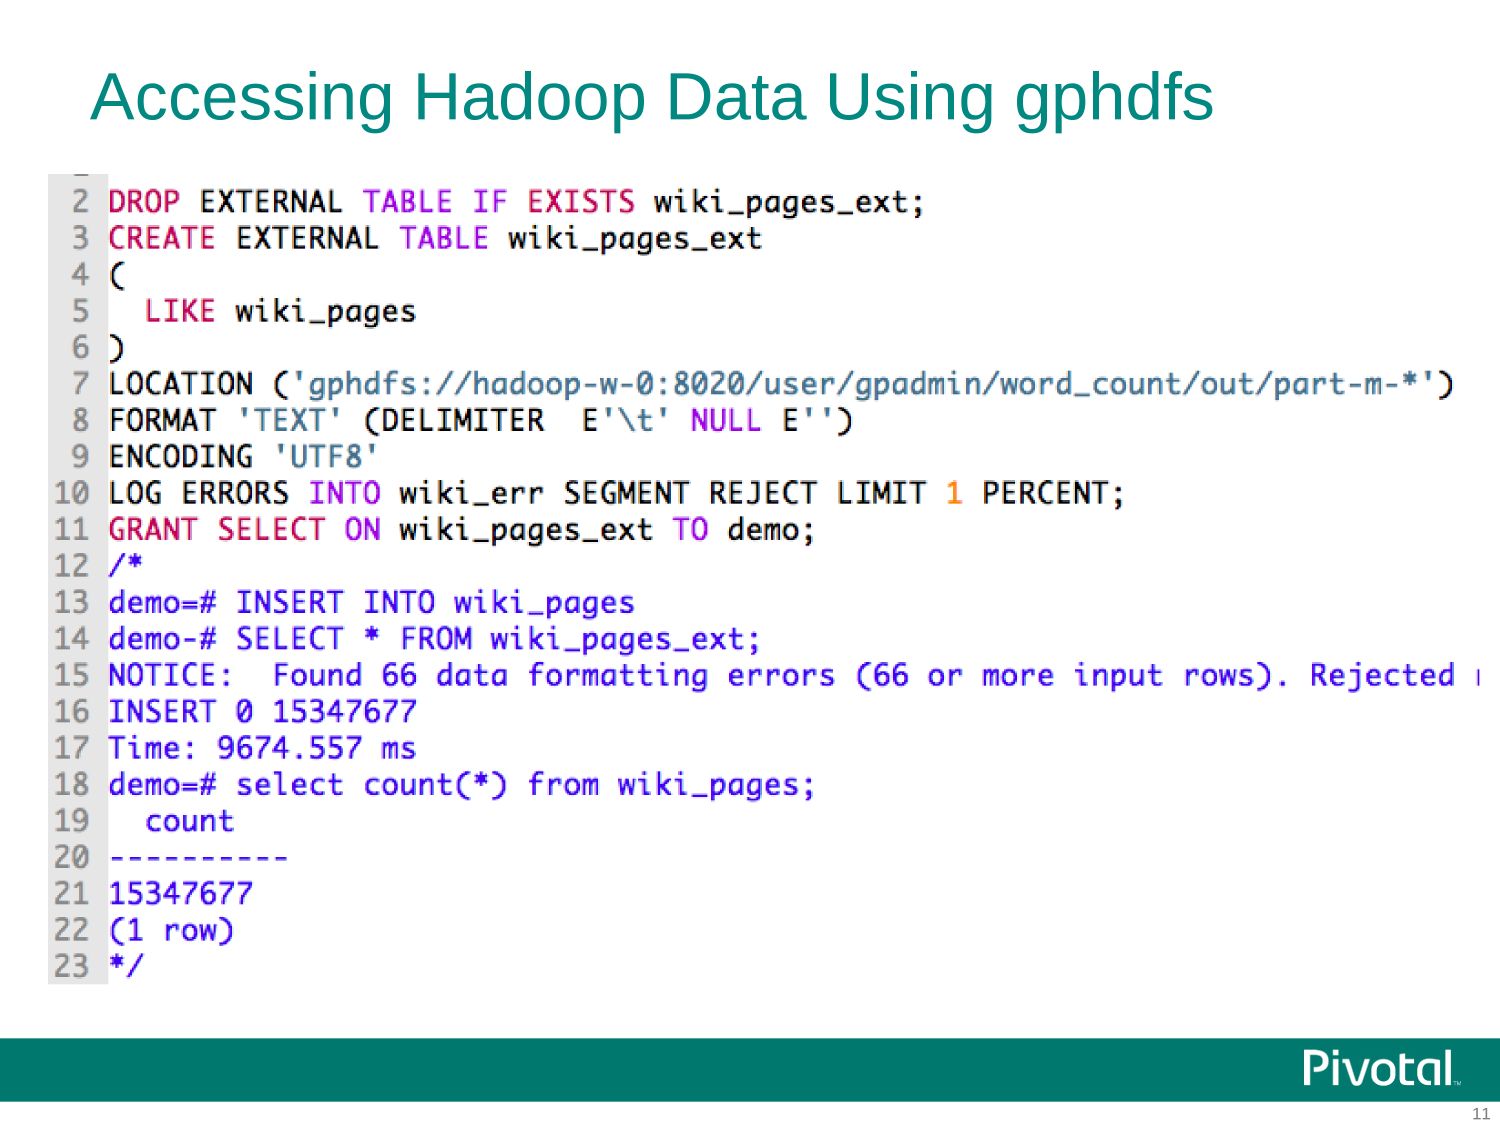 Accessing Hadoop Data Using gphdfs
2 DROP EXTERNAL TABLE IF EXISTS wiki_pages_ext;
3 CREATE EXTERNAL TABLE wiki_pages_ext
4 (
5   LIKE wiki_pages
6 )
7 LOCATION ('gphdfs://hadoop-w-0:8020/user/gpadmin/word_count/out/part-m-*')
8 FORMAT 'TEXT' (DELIMITER  E'\t' NULL E'')
9 ENCODING 'UTF8'
10 LOG ERRORS INTO wiki_err SEGMENT REJECT LIMIT 1 PERCENT;
11 GRANT SELECT ON wiki_pages_ext TO demo;
12 /*
13 demo=# INSERT INTO wiki_pages
14 demo-# SELECT * FROM wiki_pages_ext;
15 NOTICE:  Found 66 data formatting errors (66 or more input rows). Rejected
16 INSERT 0 15347677
17 Time: 9674.557 ms
18 demo=# select count(*) from wiki_pages;
19   count
20 ----------
21 15347677
22 (1 row)
23 */
Pivotal™
11